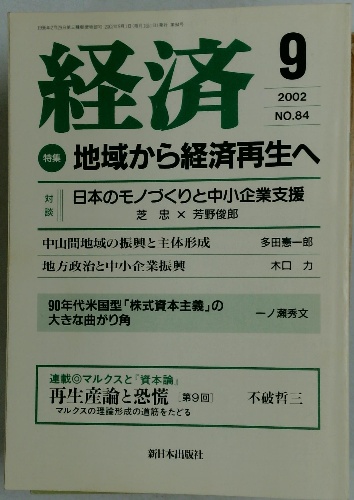 経済
9
2002
NO.84
特集 地域から経済再生へ
対談 日本のモノづくりと中小企業支援
芝 忠 × 芳野俊郎
中山間地域の振興と主体形成 多田憲一郎
地方政治と中小企業振興 木口 力
90年代米国型「株式資本主義」の
大きな曲がり角 一ノ瀬秀文
連載◎マルクスと『資本論』
再生産論と恐慌［第9回］ 不破哲三
マルクスの理論形成の道筋をたどる
新日本出版社